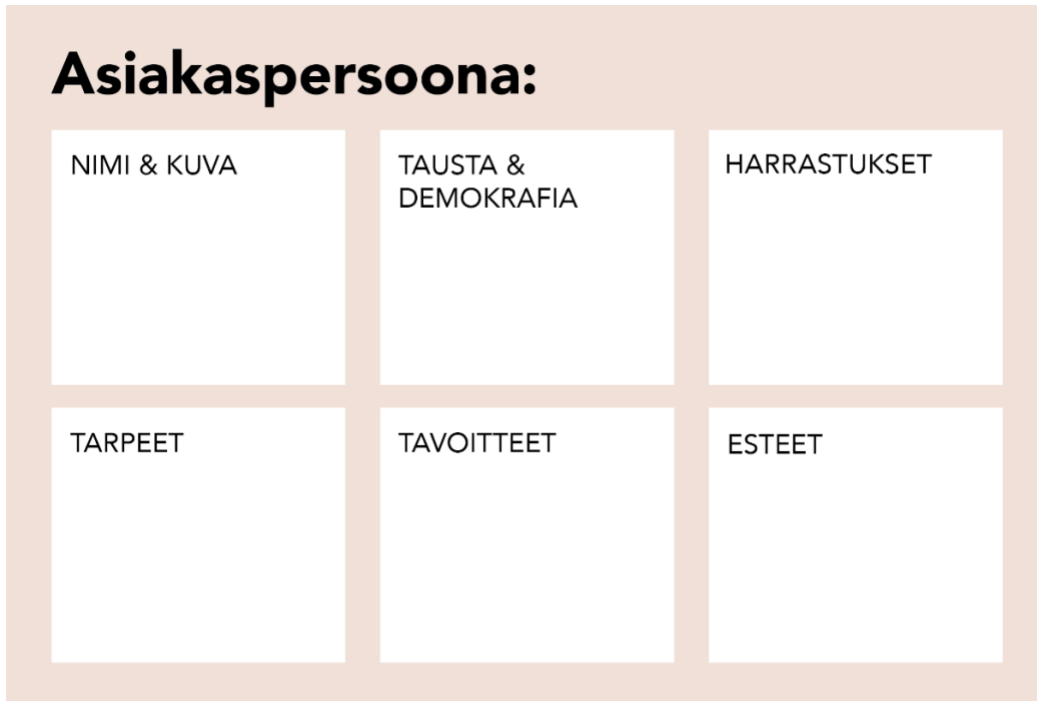 Asiakaspersoona:
NIMI & KUVA
TAUSTA &
DEMOKRAFIA
HARRASTUKSET
TARPEET
TAVOITTEET
ESTEET